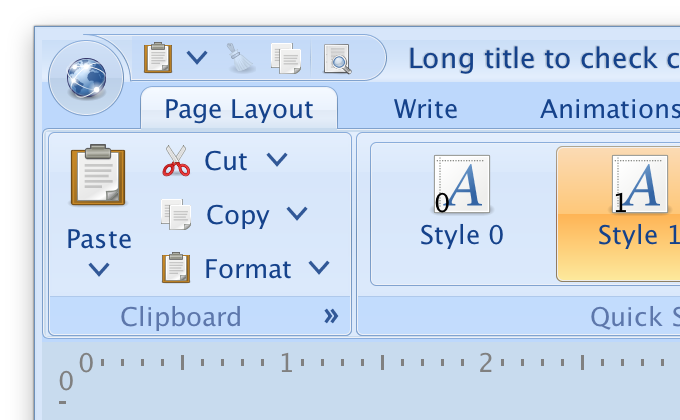 Long title to check c
Page Layout Write Animations
Cut
Copy
Paste
Format
0 A
Style 0
1 A
Style 1
Clipboard
Quick S
0 1 2
0